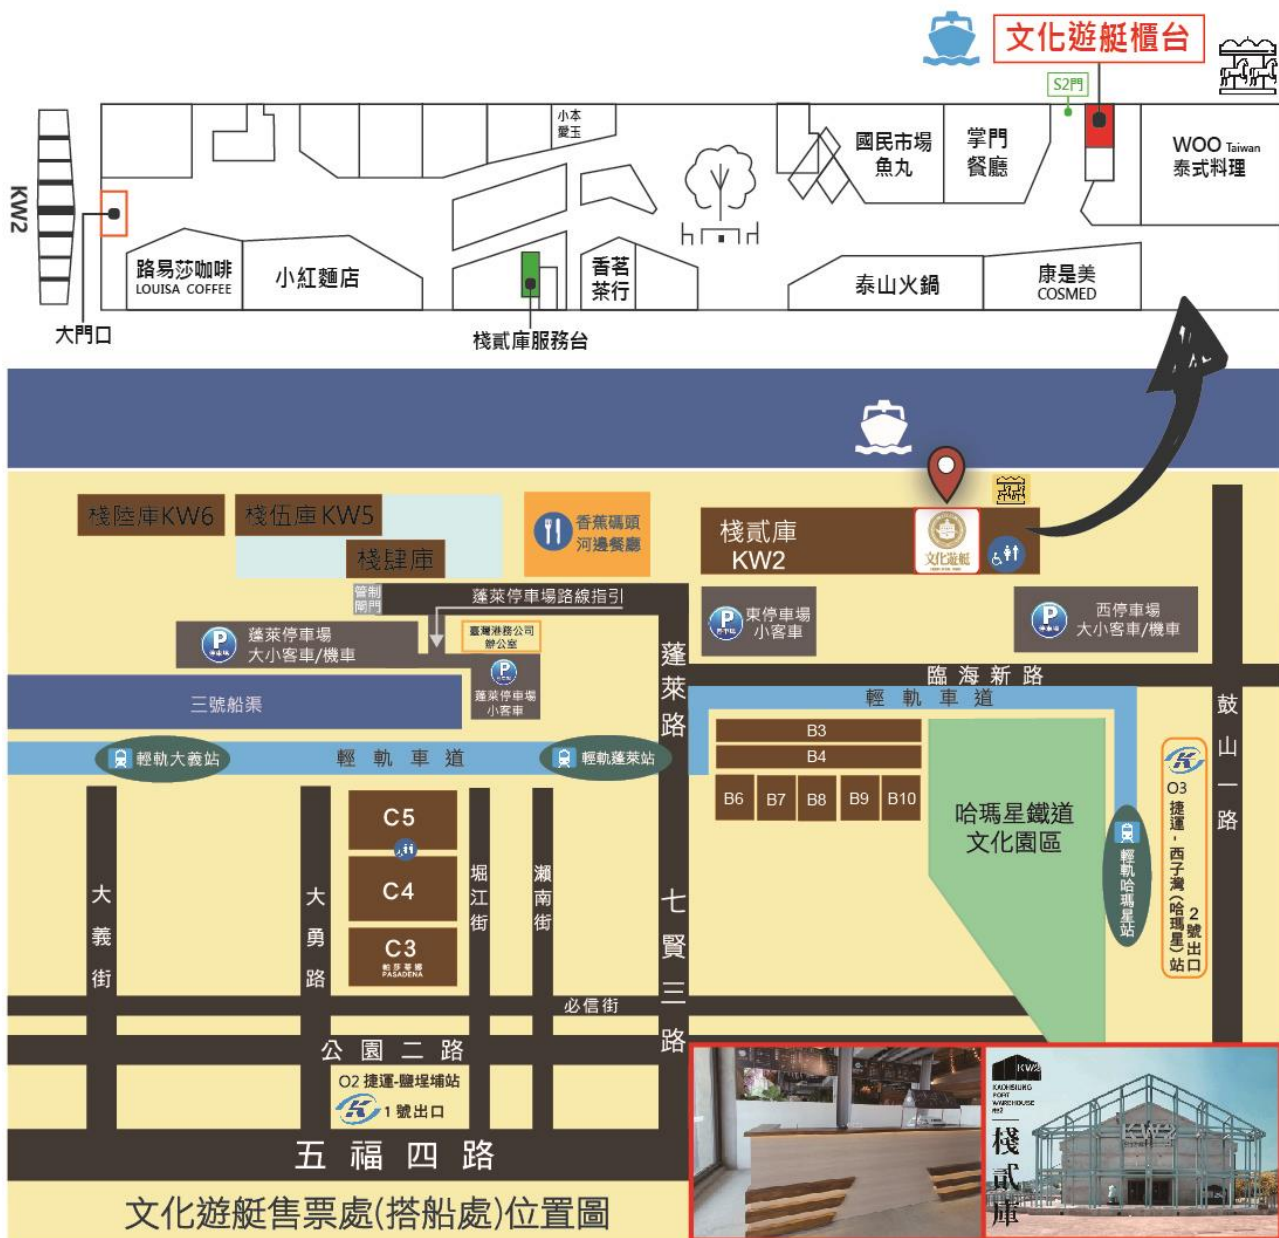 文化遊艇櫃台
S2門
小本
愛玉
國民市場
魚丸
掌門
餐廳
WOO Taiwan
泰式料理
KW2
路易莎咖啡
LOUISA COFFEE
小紅麵店
香茗
茶行
泰山火鍋
康是美
COSMED
大門口
棧貳庫服務台
棧陸庫KW6
棧伍庫KW5
棧肆庫
香蕉碼頭
河邊餐廳
棧貳庫
KW2
文化遊艇
管制
閘門
蓬萊停車場路線指引
P
蓬萊停車場
大小客車/機車
臺灣港務公司
辦公室
P
蓬萊停車場
小客車
P
東停車場
小客車
P
停車場
西停車場
大小客車/機車
蓬萊路
臨海新路
輕軌車道
三號船渠
輕軌大義站
輕軌車道
輕軌蓬萊站
B3
B4
B6
B7
B8
B9
B10
哈瑪星鐵道
文化園區
輕軌哈瑪星站
鼓山一路
O3
捷運-西子灣(哈瑪星)站
2號出口
C5
C4
C3
帕莎蒂娜
PASADENA
大義街
大勇路
堀江街
瀨南街
七賢三路
必信街
公園二路
O2 捷運-鹽埕埔站
1號出口
五福四路
文化遊艇售票處(搭船處)位置圖
KW2
KAOHSIUNG
PORT
WAREHOUSE
棧貳庫
KW2